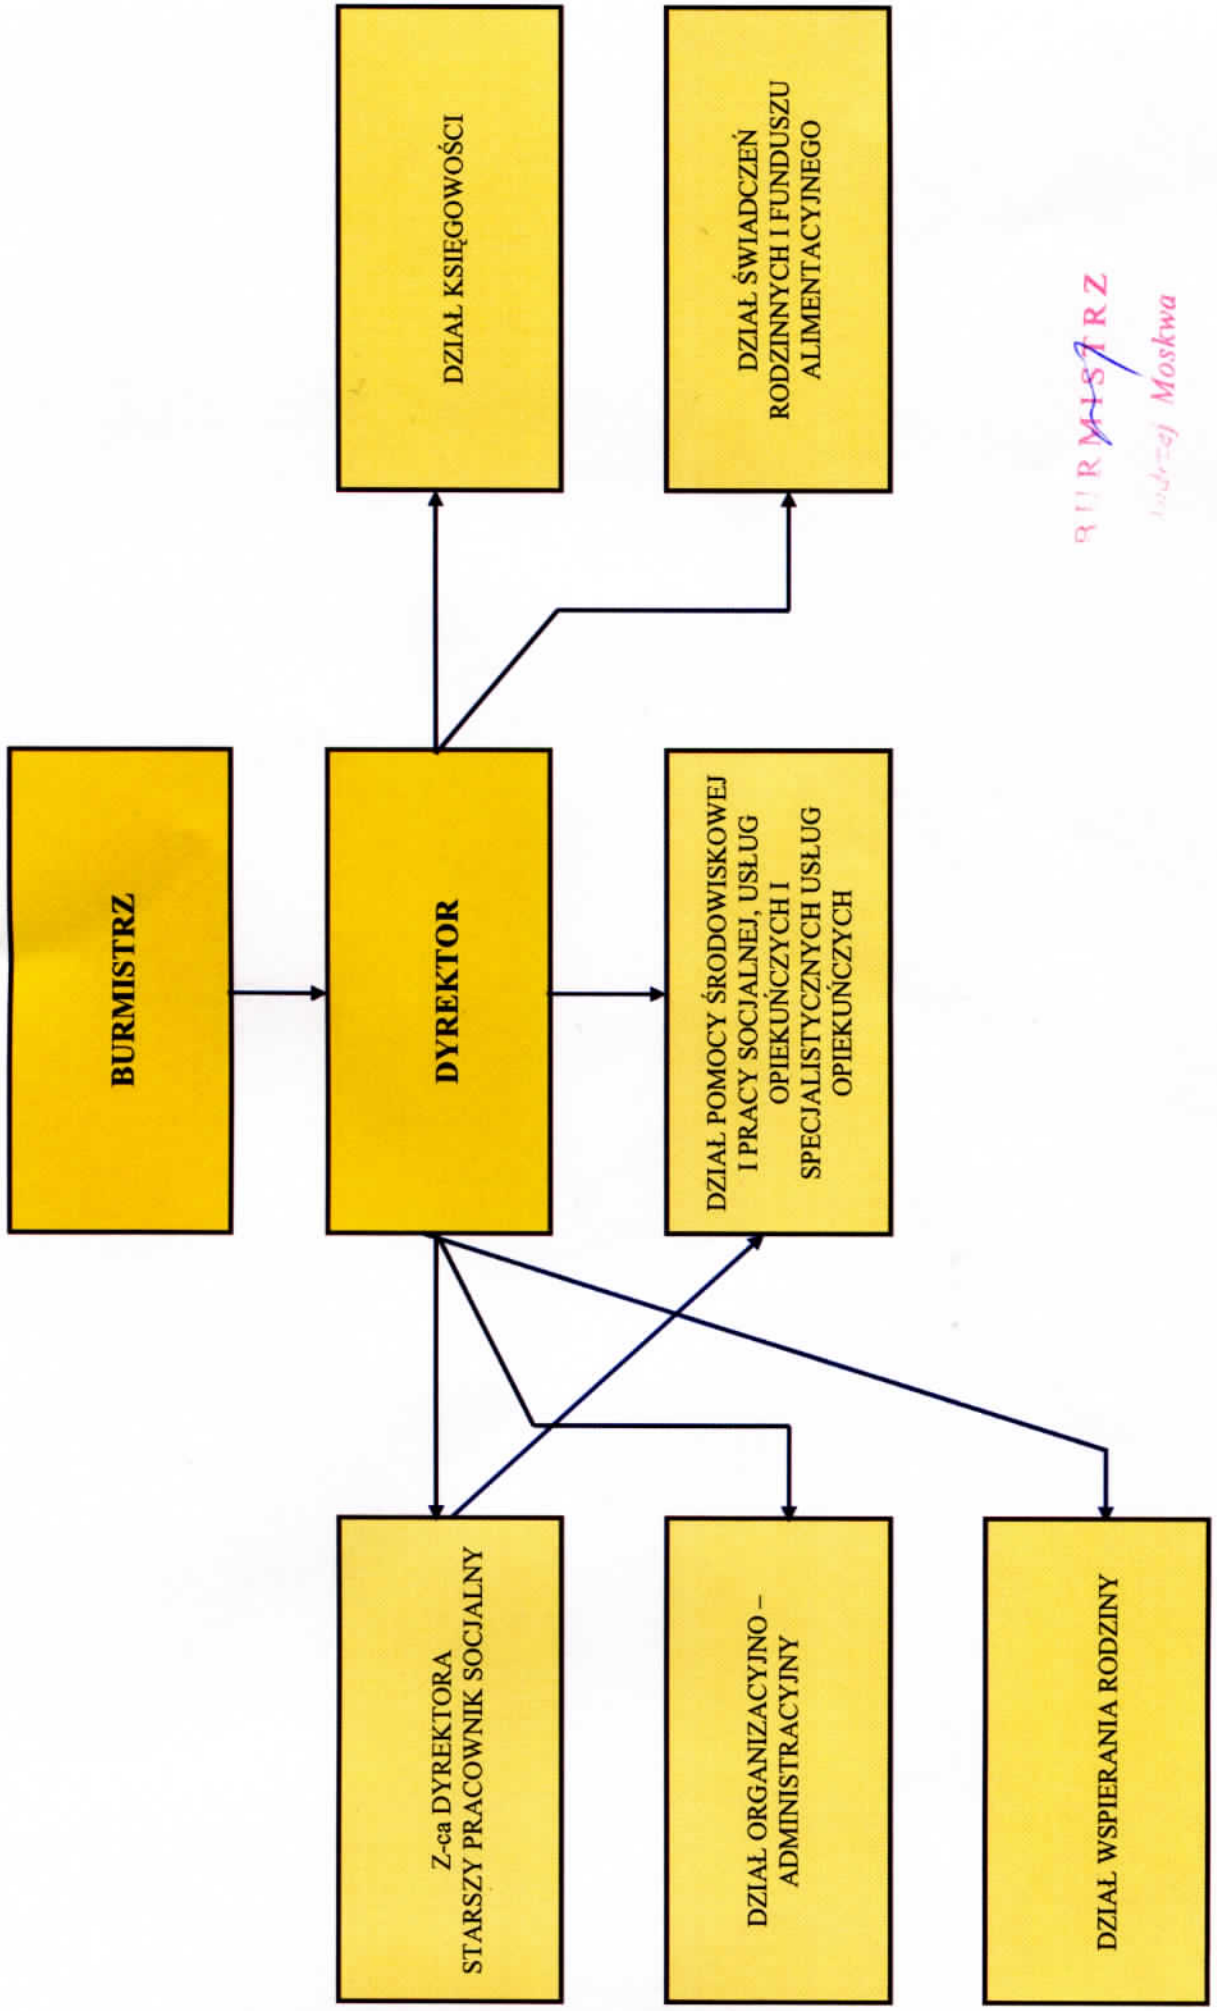 BURMISTRZ
DYREKTOR
Z-ca DYREKTORA
STARSZY PRACOWNIK SOCJALNY
DZIAŁ KSIĘGOWOŚCI
DZIAŁ ORGANIZACYJNO –
ADMINISTRACYJNY
DZIAŁ POMOCY ŚRODOWISKOWEJ
I PRACY SOCJALNEJ, USŁUG
OPIEKUŃCZYCH I
SPECJALISTYCZNYCH USŁUG
OPIEKUŃCZYCH
DZIAŁ ŚWIADCZEŃ
RODZINNYCH I FUNDUSZU
ALIMENTACYJNEGO
DZIAŁ WSPIERANIA RODZINY
BURMISTRZ
Andrzej Moskwa